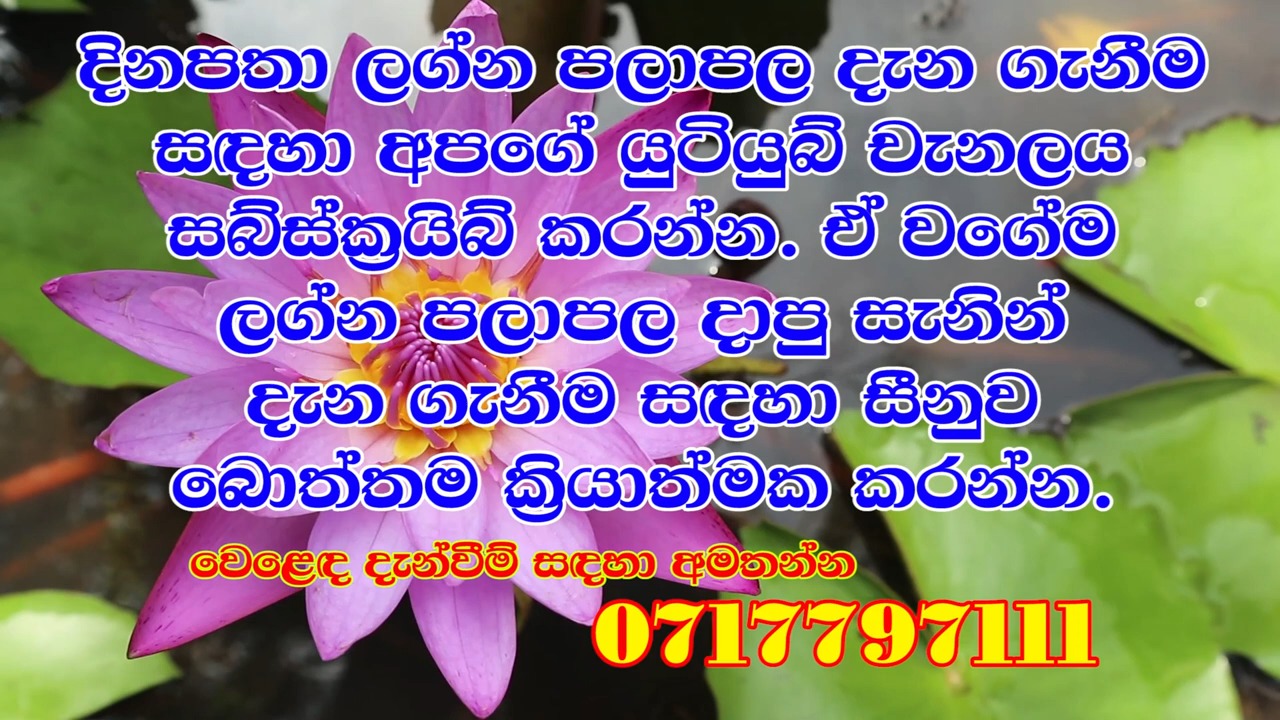 දිනපතා ලග්න පලාපල දැන ගැනීම
සඳහා අපගේ යුටියුබ් චැනලය
සබ්ස්ක්‍රයිබ් කරන්න. ඒ වගේම
ලග්න පලාපල දාපු සැනින්
දැන ගැනීම සඳහා සීනුව
බොත්තම ක්‍රියාත්මක කරන්න.
වෙළෙඳ දැන්වීම් සඳහා අමතන්න
0717797111